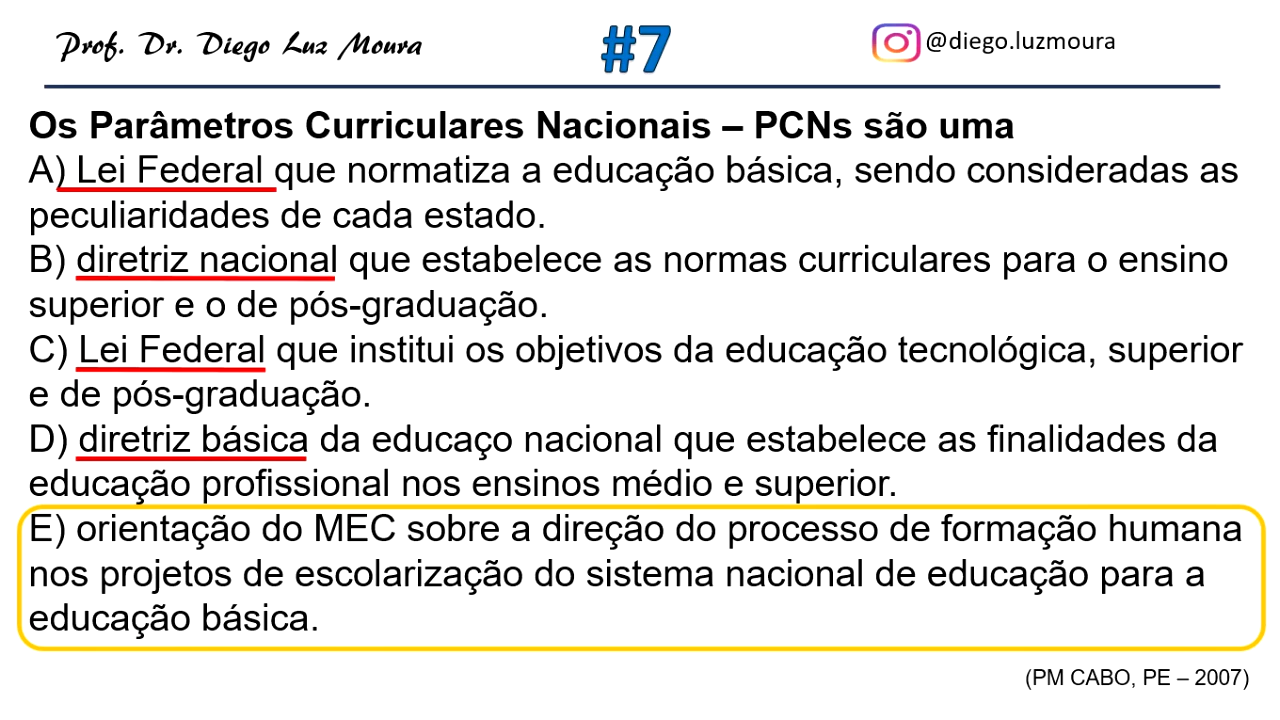 Prof. Dr. Diego Luz Moura
#7
@diego.luzmoura
Os Parâmetros Curriculares Nacionais – PCNs são uma
A) Lei Federal que normatiza a educação básica, sendo consideradas as
peculiaridades de cada estado.
B) diretriz nacional que estabelece as normas curriculares para o ensino
superior e o de pós-graduação.
C) Lei Federal que institui os objetivos da educação tecnológica, superior
e de pós-graduação.
D) diretriz básica da educaço nacional que estabelece as finalidades da
educação profissional nos ensinos médio e superior.
E) orientação do MEC sobre a direção do processo de formação humana
nos projetos de escolarização do sistema nacional de educação para a
educação básica.
(PM CABO, PE – 2007)